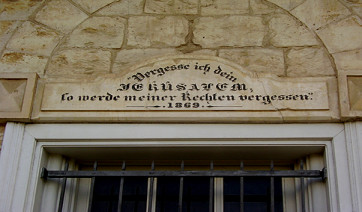 "Vergesse ich dein
JERUSALEM,
so werde meiner Rechten vergessen."
1869.